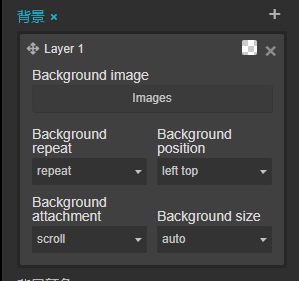 背景 ×
+
Layer 1
Background image
Images
Background
repeat
Background
position
repeat
left top
Background
attachment
Background size
scroll
auto